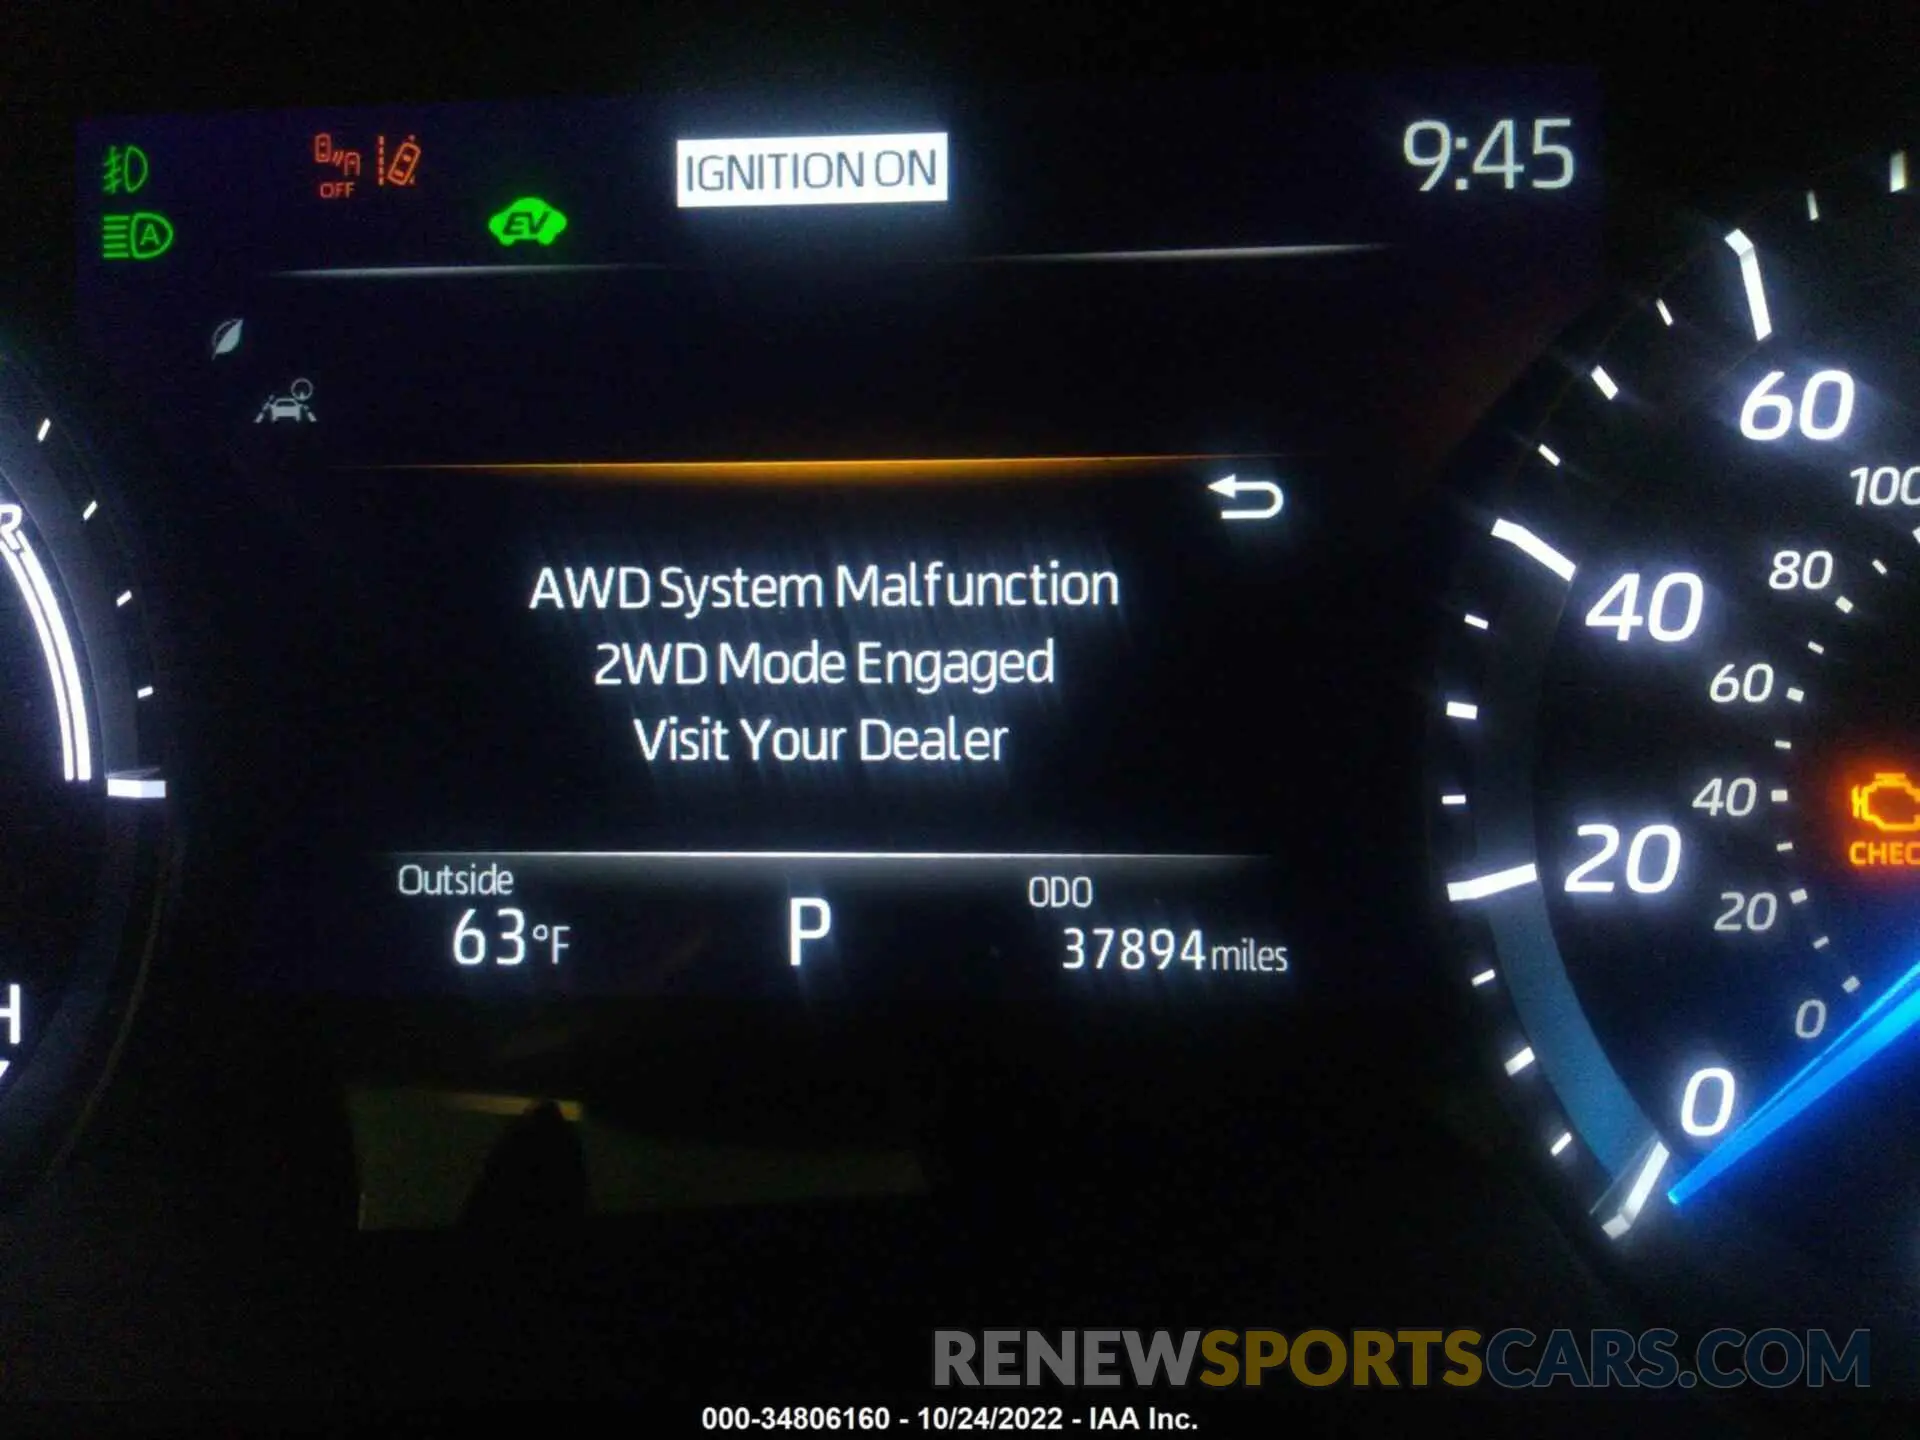 IGNITION ON
9:45
OFF
EV
A
AWD System Malfunction
2WD Mode Engaged
Visit Your Dealer
Outside
63°F
P
ODO
37894 miles
60
100
40
80
60
20
40
20
0
0
CHEC
H
R
RENEWSPORTSCARS.COM
000-34806160 - 10/24/2022 - IAA Inc.